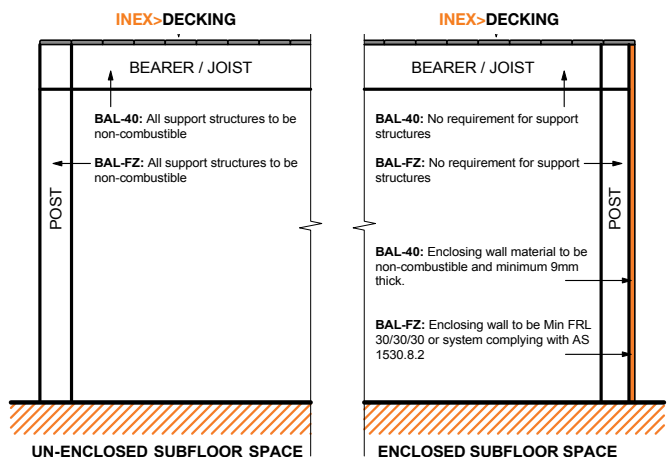 INEX>DECKING
BEARER / JOIST
BAL-40: All support structures to be
non-combustible
BAL-FZ: All support structures to be
non-combustible
POST
UN-ENCLOSED SUBFLOOR SPACE
INEX>DECKING
BEARER / JOIST
BAL-40: No requirement for support
structures
BAL-FZ: No requirement for support
structures
POST
BAL-40: Enclosing wall material to be
non-combustible and minimum 9mm
thick.
BAL-FZ: Enclosing wall to be Min FRL
30/30/30 or system complying with AS
1530.8.2
ENCLOSED SUBFLOOR SPACE